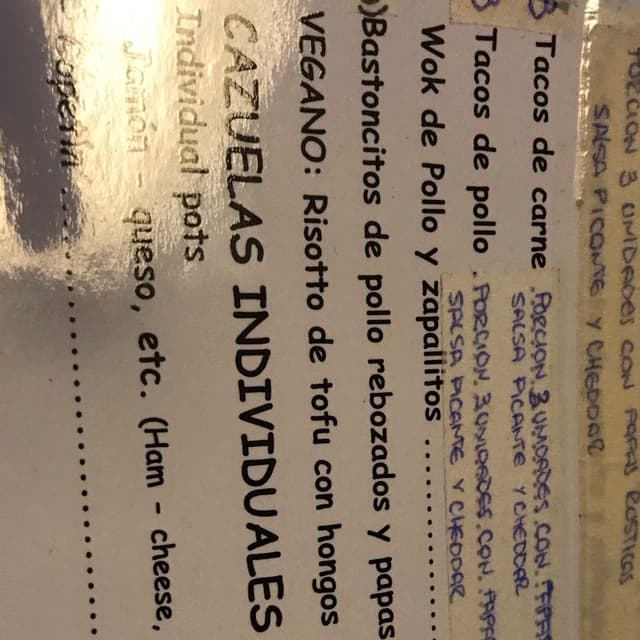 PORCION 3 UNIDADES CON PAPAS RUSTICAS
SALSA PICANTE Y CHEDDAR
Tacos de carne .PORCION.3 UNIDADES.CON.PAPAS
SALSA PICANTE Y CHEDDAR
Tacos de pollo .PORCION.3 UNIDADES.CON.PAPAS
SALSA PICANTE Y CHEDDAR
Wok de Pollo y zapallitos ..............
)Bastoncitos de pollo rebozados y papas
VEGANO: Risotto de tofu con hongos
CAZUELAS INDIVIDUALES
Individual pots
Jamón - queso, etc. (Ham - cheese,